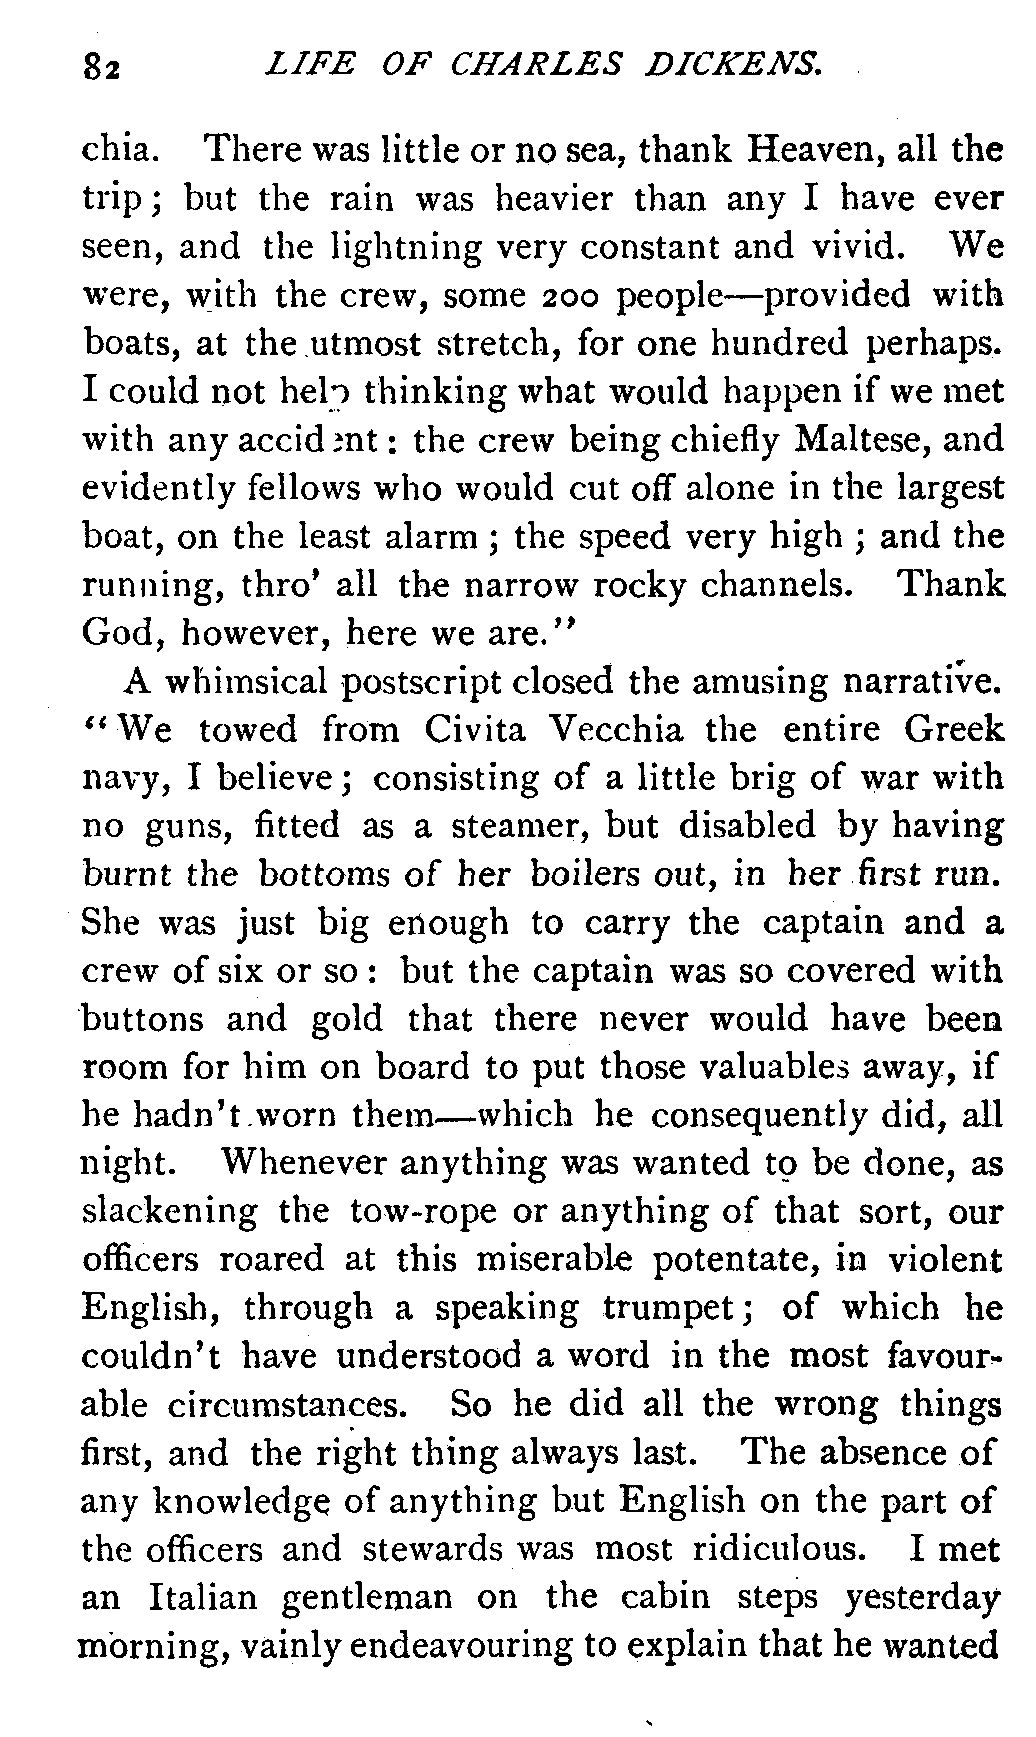 82 LIFE OF CHARLES DICKENS.
chia. There was little or no sea, thank Heaven, all the
trip ; but the rain was heavier than any I have ever
seen, and the lightning very constant and vivid. We
were, with the crew, some 200 people—provided with
boats, at the utmost stretch, for one hundred perhaps.
I could not help thinking what would happen if we met
with any accident : the crew being chiefly Maltese, and
evidently fellows who would cut off alone in the largest
boat, on the least alarm ; the speed very high ; and the
running, thro' all the narrow rocky channels. Thank
God, however, here we are."
A whimsical postscript closed the amusing narrative.
"We towed from Civita Vecchia the entire Greek
navy, I believe ; consisting of a little brig of war with
no guns, fitted as a steamer, but disabled by having
burnt the bottoms of her boilers out, in her first run.
She was just big enough to carry the captain and a
crew of six or so : but the captain was so covered with
buttons and gold that there never would have been
room for him on board to put those valuables away, if
he hadn't worn them—which he consequently did, all
night. Whenever anything was wanted to be done, as
slackening the tow-rope or anything of that sort, our
officers roared at this miserable potentate, in violent
English, through a speaking trumpet ; of which he
couldn't have understood a word in the most favour-
able circumstances. So he did all the wrong things
first, and the right thing always last. The absence of
any knowledge of anything but English on the part of
the officers and stewards was most ridiculous. I met
an Italian gentleman on the cabin steps yesterday
morning, vainly endeavouring to explain that he wanted